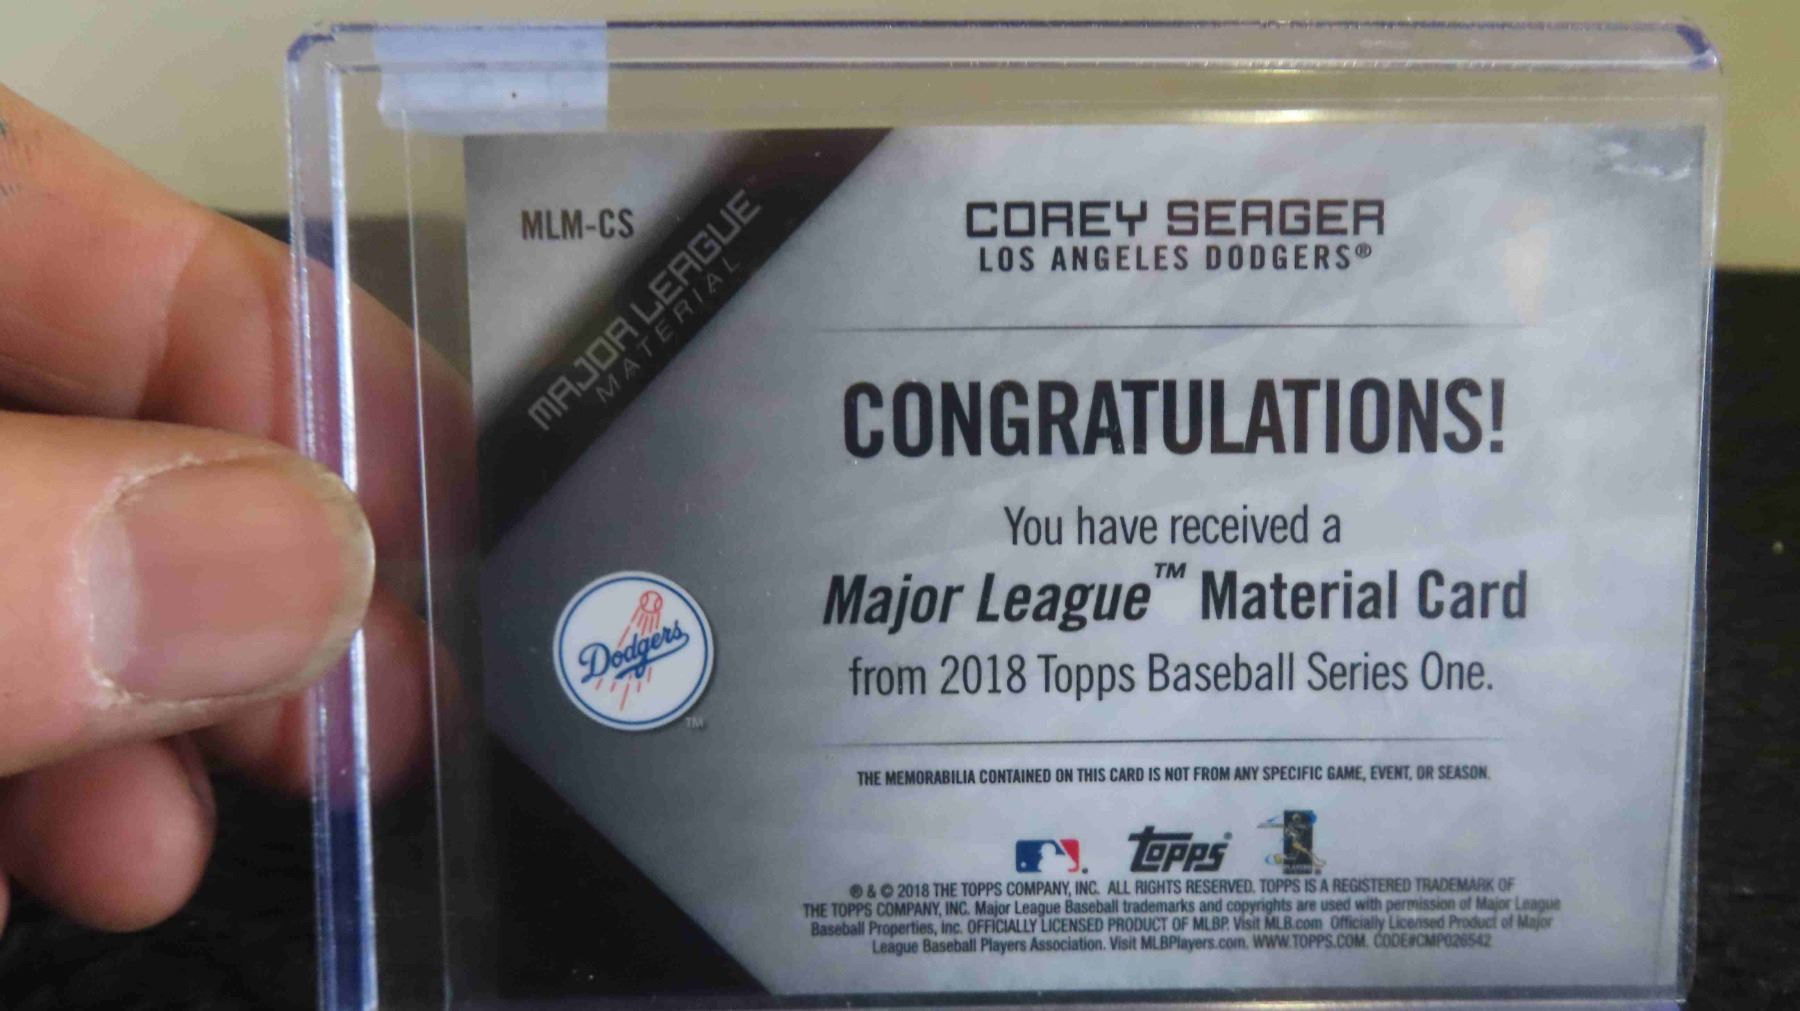 MLM-CS
MAJOR LEAGUE
MATERIAL
COREY SEAGER
LOS ANGELES DODGERS®
CONGRATULATIONS!
You have received a
Major League™ Material Card
from 2018 Topps Baseball Series One.
Dodgers
TM
THE MEMORABILIA CONTAINED ON THIS CARD IS NOT FROM ANY SPECIFIC GAME, EVENT, OR SEASON.
topps®
® & © 2018 THE TOPPS COMPANY, INC. ALL RIGHTS RESERVED. TOPPS IS A REGISTERED TRADEMARK OF
THE TOPPS COMPANY, INC. Major League Baseball trademarks and copyrights are used with permission of Major League
Baseball Properties, Inc. OFFICIALLY LICENSED PRODUCT OF MLBP. Visit MLB.com Officially Licensed Product of Major
League Baseball Players Association. Visit MLBPlayers.com. WWW.TOPPS.COM. CODE#CMP026542